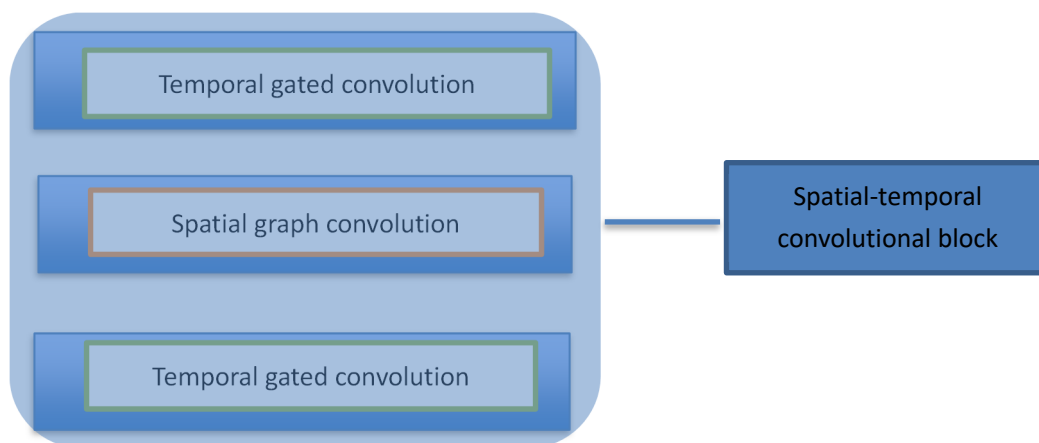 Temporal gated convolution
Spatial graph convolution
Spatial-temporal
convolutional block
Temporal gated convolution